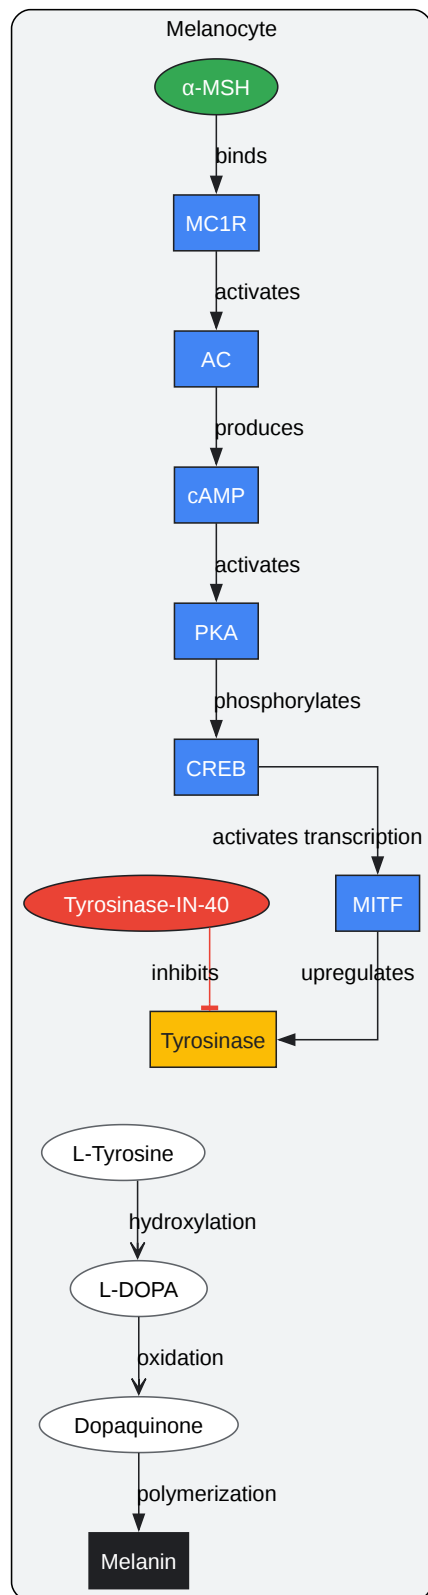 Melanocyte
α-MSH
binds
MC1R
activates
AC
produces
cAMP
activates
PKA
phosphorylates
CREB
activates transcription
Tyrosinase-IN-40
MITF
inhibits
upregulates
Tyrosinase
L-Tyrosine
hydroxylation
L-DOPA
oxidation
Dopaquinone
polymerization
Melanin